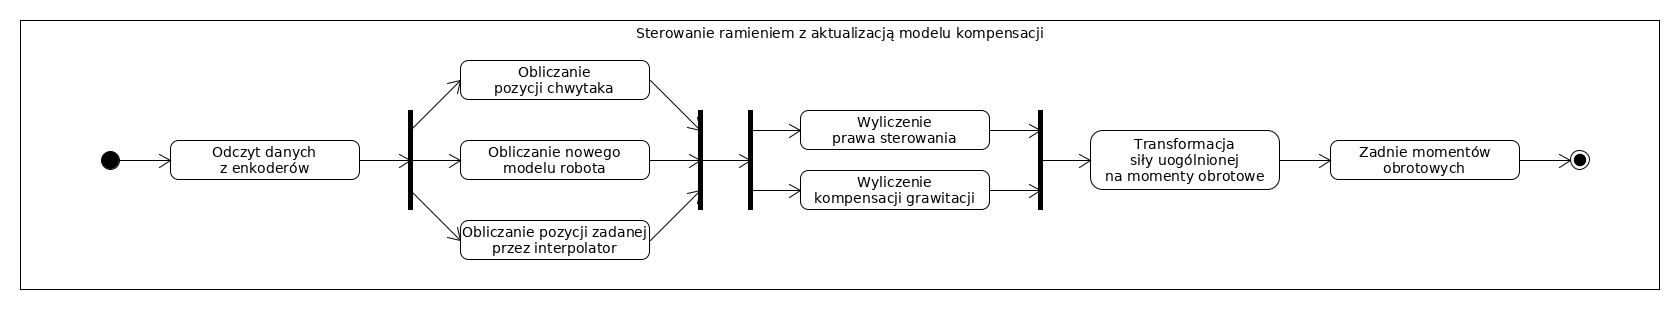 Sterowanie ramieniem z aktualizacją modelu kompensacji
Odczyt danych
z enkoderów
Obliczanie
pozycji chwytaka
Obliczanie nowego
modelu robota
Obliczanie pozycji zadanej
przez interpolator
Wyliczenie
prawa sterowania
Wyliczenie
kompensacji grawitacji
Transformacja
siły uogólnionej
na momenty obrotowe
Zadnie momentów
obrotowych